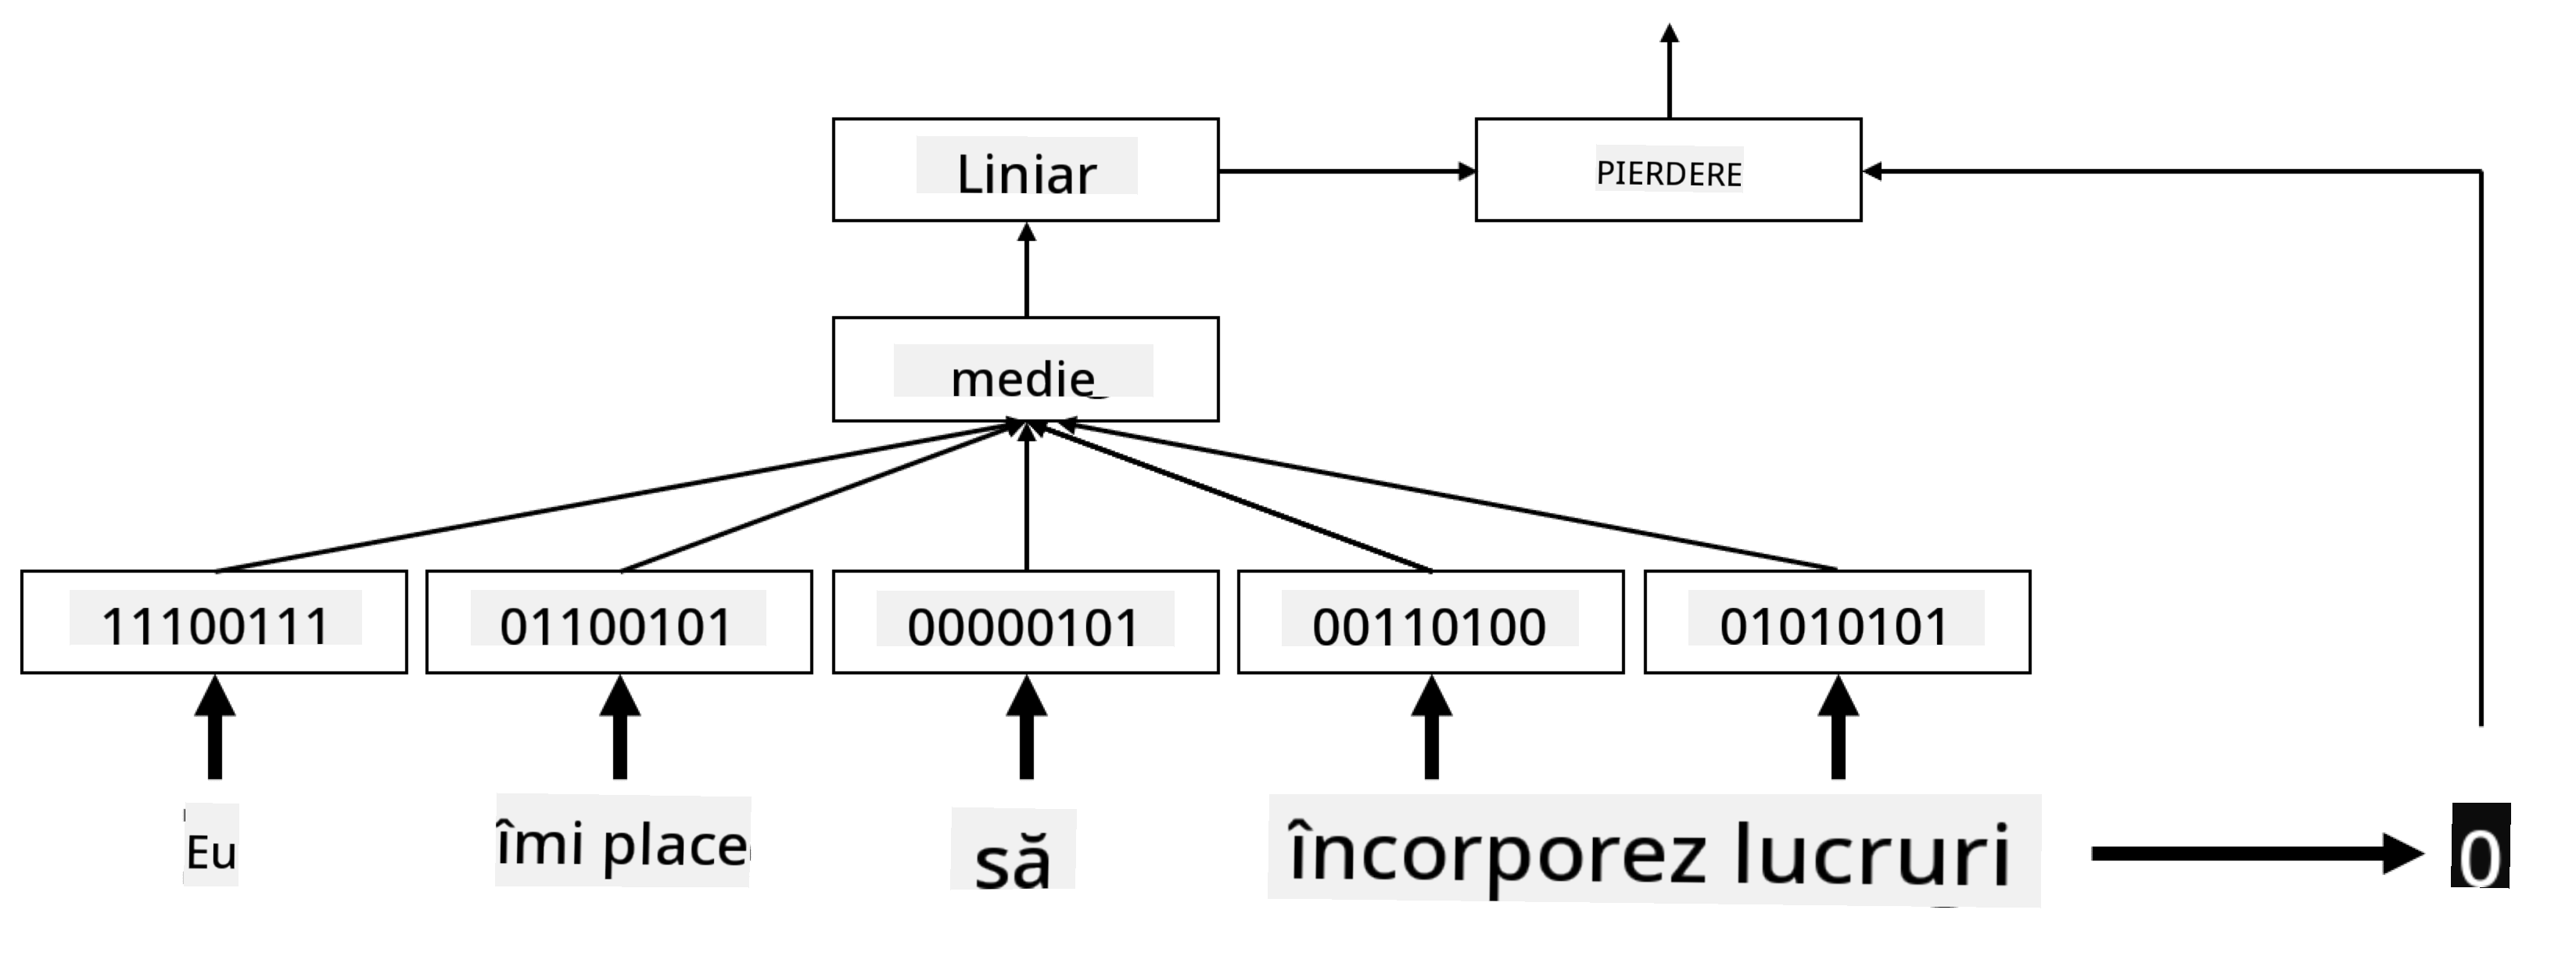 Liniar
PIERDERE
medie
11100111
01100101
00000101
00110100
01010101
Eu
îmi place
să
încorporez lucruri
0